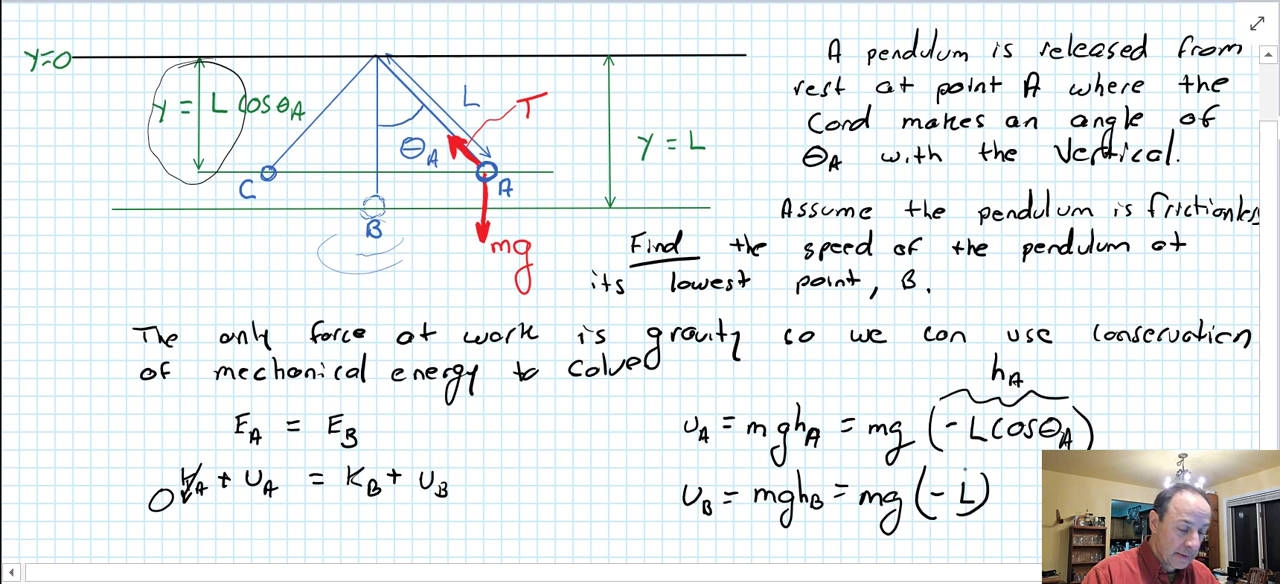 Y=0
Y = L cos θA
L
T
θA
Y = L
C
A
B
mg
A pendulum is released from
rest at point A where the
Cord makes an angle of
θA with the Vertical.
Assume the pendulum is frictionless
Find the speed of the pendulum at
its lowest point, B.
The only force at work is gravity so we can use conservation
of mechanical energy to solved
hA
EA = EB
UA = mghA = mg (-L COSθA)
0 KA + UA = KB + UB
UB = mghB = mg (-L)